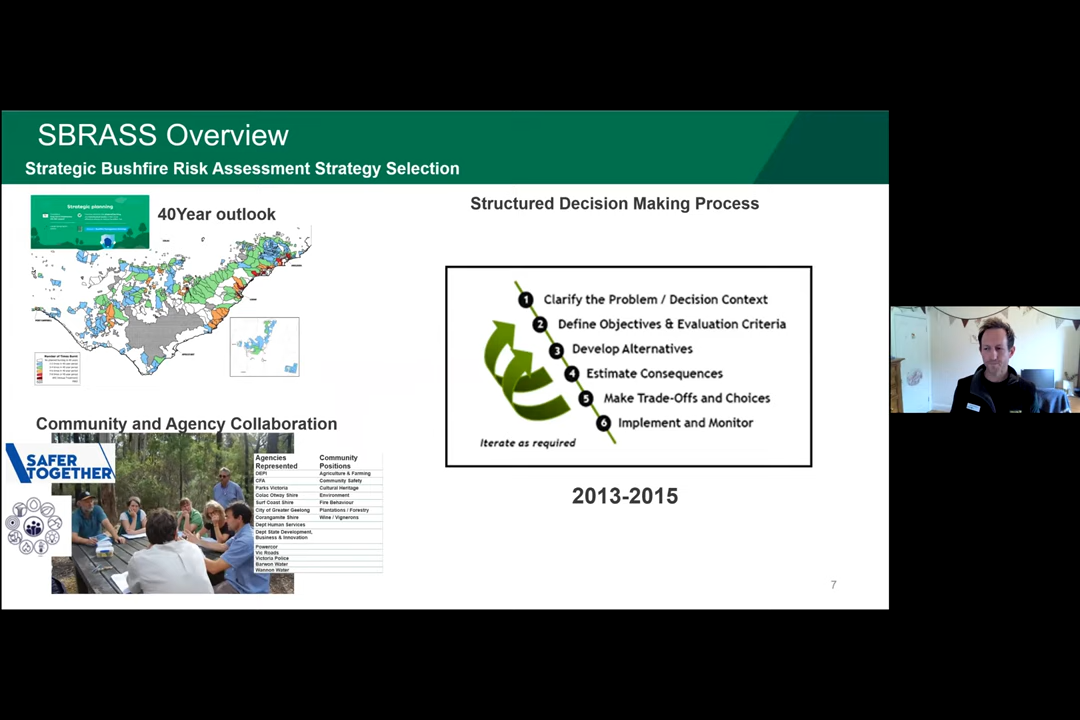 SBRASS Overview
Strategic Bushfire Risk Assessment Strategy Selection
Strategic planning
40Year outlook
Number of Times Burnt
Community and Agency Collaboration
SAFER
TOGETHER
Agencies Represented
Community Positions
DEPI
Agriculture & Farming
CFA
Community Safety
Parks Victoria
Cultural Heritage
Colac Otway Shire
Environment
Surf Coast Shire
Fire Behaviour
City of Greater Geelong
Plantations / Forestry
Corangamite Shire
Wine / Vignerons
Dept Human Services
Dept State Development,
Business & Innovation
Powercor
Vic Roads
Victoria Police
Barwon Water
Wannon Water
Structured Decision Making Process
1 Clarify the Problem / Decision Context
2 Define Objectives & Evaluation Criteria
3 Develop Alternatives
4 Estimate Consequences
5 Make Trade-Offs and Choices
6 Implement and Monitor
Iterate as required
2013-2015
7